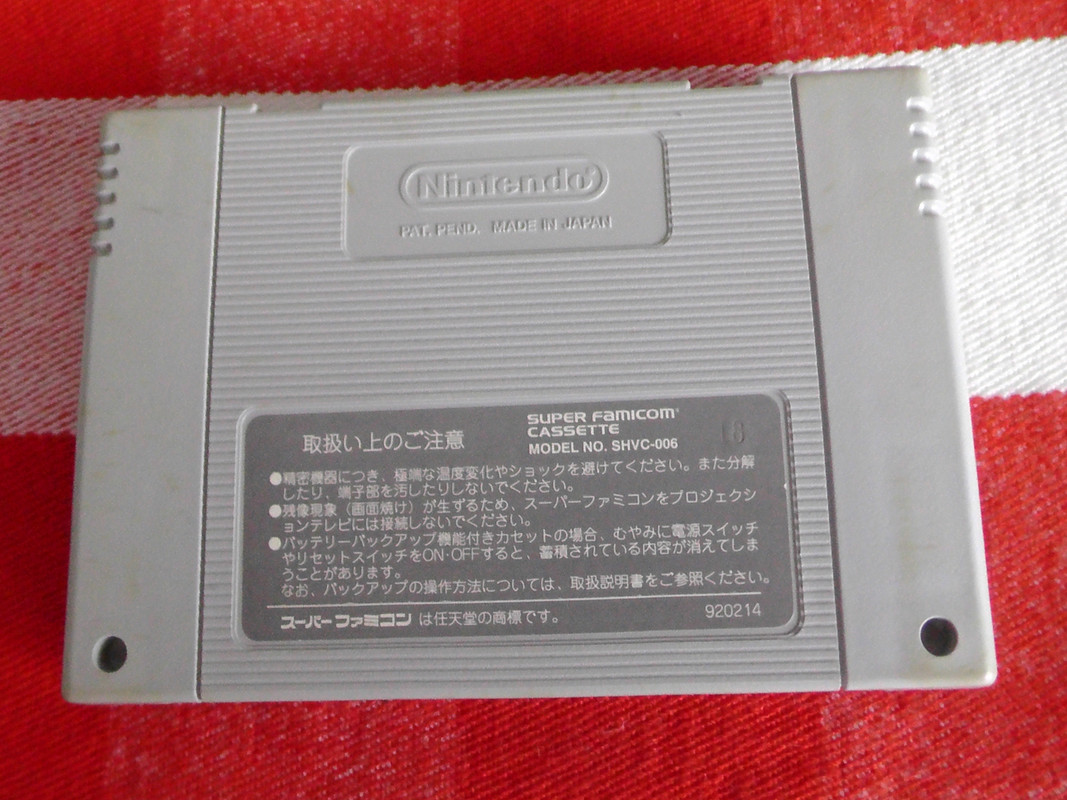 Nintendo®
PAT. PEND. MADE IN JAPAN
取扱い上のご注意
SUPER FAMICOM®
CASSETTE
MODEL NO. SHVC-006
●精密機器につき、極端な温度変化やショックを避けてください。また分解
したり、端子部を汚したりしないでください。
●残像現象（画面焼け）が生ずるため、スーパーファミコンをプロジェクシ
ョンテレビには接続しないでください。
●バッテリーバックアップ機能付きカセットの場合、むやみに電源スイッチ
やリセットスイッチをON・OFFすると、蓄積されている内容が消えてしま
うことがあります。
なお、バックアップの操作方法については、取扱説明書をご参照ください。
スーパーファミコンは任天堂の商標です。
920214